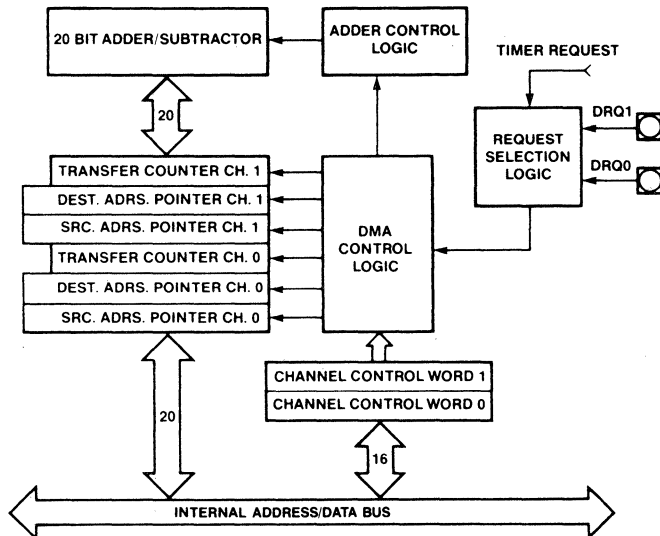 20 BIT ADDER/SUBTRACTOR
ADDER CONTROL
LOGIC
TIMER REQUEST
DRQ1
DRQ0
REQUEST
SELECTION
LOGIC
20
TRANSFER COUNTER CH. 1
DEST. ADRS. POINTER CH. 1
SRC. ADRS. POINTER CH. 1
TRANSFER COUNTER CH. 0
DEST. ADRS. POINTER CH. 0
SRC. ADRS. POINTER CH. 0
DMA
CONTROL
LOGIC
CHANNEL CONTROL WORD 1
CHANNEL CONTROL WORD 0
20
16
INTERNAL ADDRESS/DATA BUS